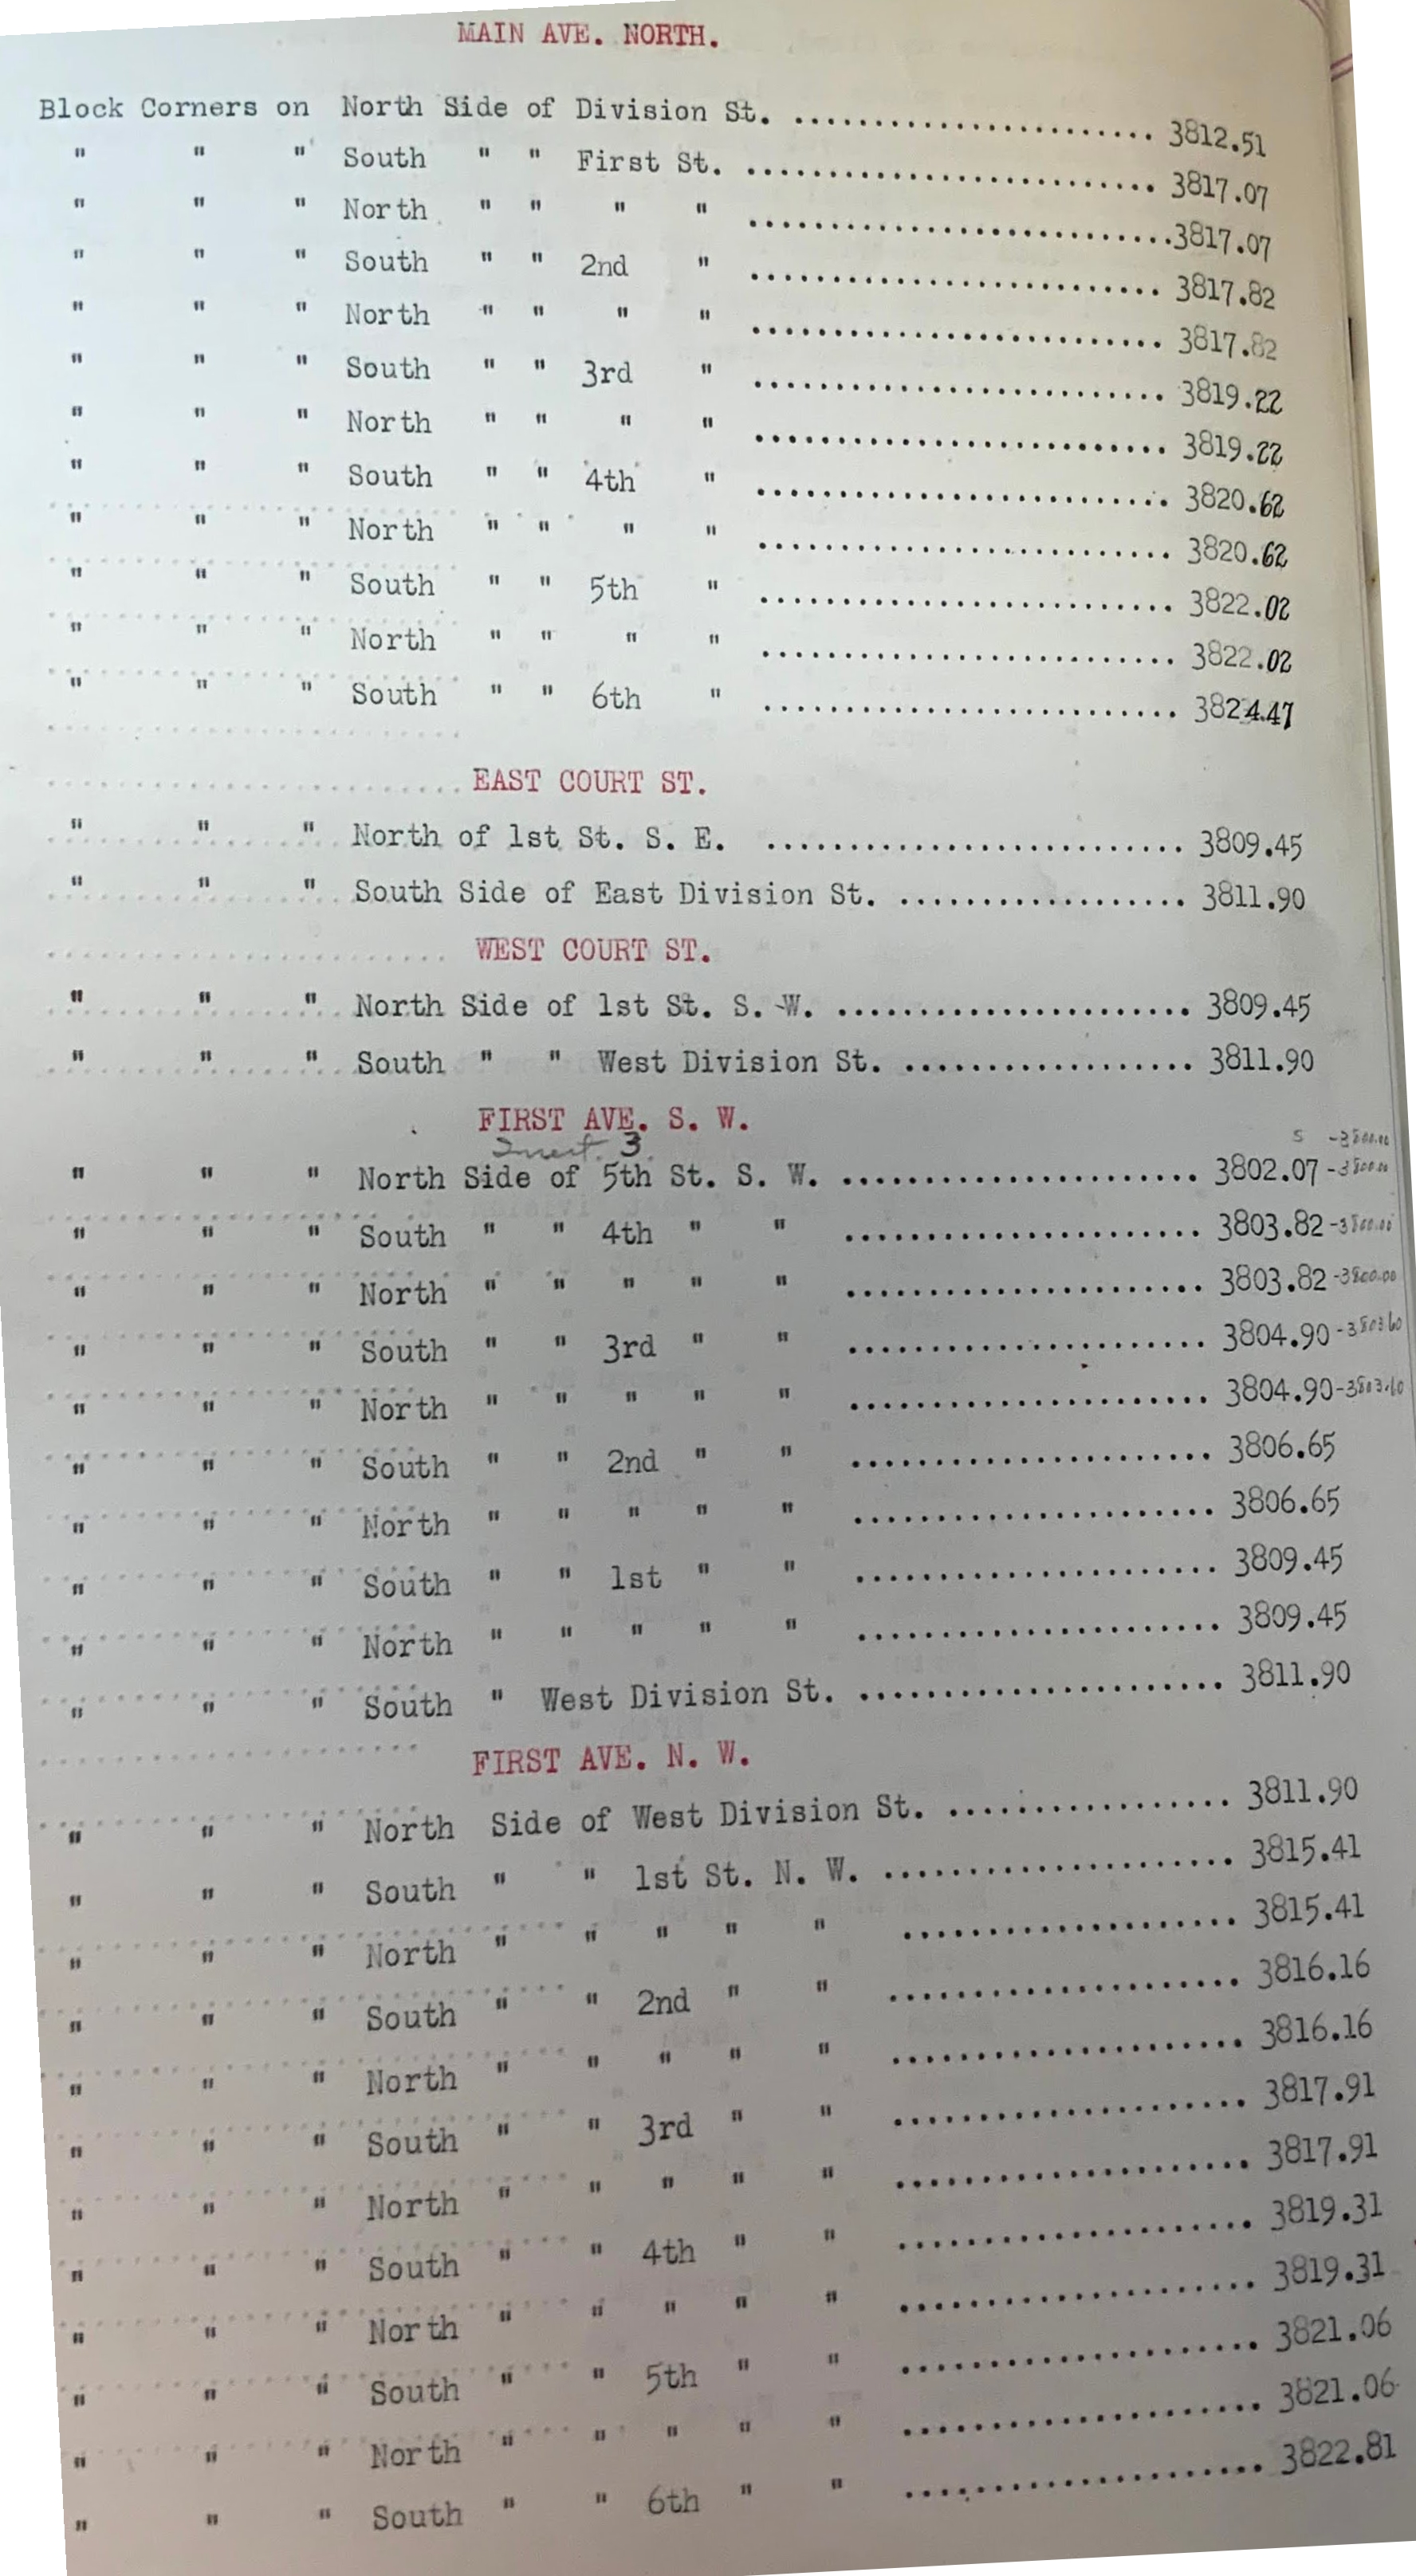 MAIN AVE. NORTH.
Block Corners on North Side of Division St. ........................... 3812.51
" " " South " " First St. ............................... 3817.07
" " " North " " " " ................................3817.07
" " " South " " 2nd " ............................... 3817.82
" " " North " " " " ............................... 3817.82
" " " South " " 3rd " ............................... 3819.22
" " " North " " " " ............................... 3819.22
" " " South " " 4th " ............................... 3820.62
" " " North " " " " ............................... 3820.62
" " " South " " 5th " ............................... 3822.02
" " " North " " " " ............................... 3822.02
" " " South " " 6th " ............................... 3824.47
EAST COURT ST.
" " " North of 1st St. S. E. ............................... 3809.45
" " " South Side of East Division St. ..................... 3811.90
WEST COURT ST.
" " " North Side of 1st St. S. W. .......................... 3809.45
" " " South " " West Division St. ..................... 3811.90
FIRST AVE. S. W.
Insert. 3. S -3800.00
" " " North Side of 5th St. S. W. .......................... 3802.07 -3800.00
" " " South " " 4th " " .......................... 3803.82 -3800.00
" " " North " " " " " .......................... 3803.82 -3800.00
" " " South " " 3rd " " .......................... 3804.90 -3803.60
" " " North " " " " " .......................... 3804.90 -3803.60
" " " South " " 2nd " " .......................... 3806.65
" " " North " " " " " .......................... 3806.65
" " " South " " 1st " " .......................... 3809.45
" " " North " " " " " .......................... 3809.45
" " " South " West Division St. .......................... 3811.90
FIRST AVE. N. W.
" " " North Side of West Division St. ..................... 3811.90
" " " South " " 1st St. N. W. .......................... 3815.41
" " " North " " " " " ......................... 3815.41
" " " South " " 2nd " " .......................... 3816.16
" " " North " " " " " .......................... 3816.16
" " " South " " 3rd " " .......................... 3817.91
" " " North " " " " " .......................... 3817.91
" " " South " " 4th " " .......................... 3819.31
" " " North " " " " " .......................... 3819.31
" " " South " " 5th " " .......................... 3821.06
" " " North " " " " " .......................... 3821.06
" " " South " " 6th " " .......................... 3822.81